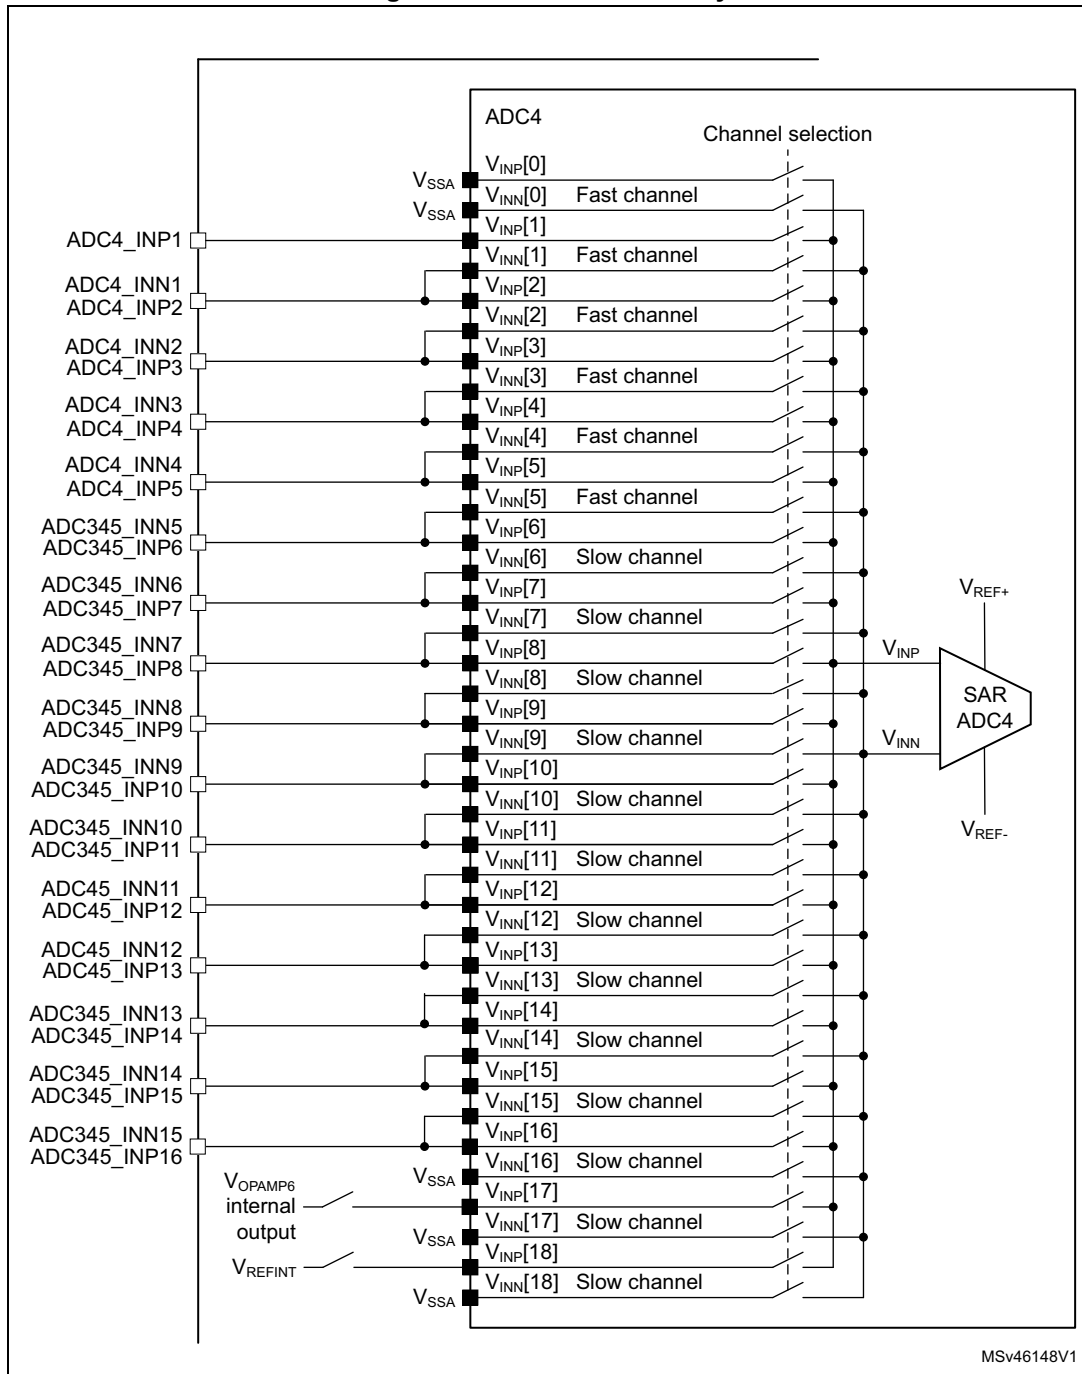 ADC4
Channel selection
VSSA
VINP[0]
VSSA
VINN[0] Fast channel
ADC4_INP1
VINP[1]
VINN[1] Fast channel
ADC4_INN1
ADC4_INP2
VINP[2]
VINN[2] Fast channel
ADC4_INN2
ADC4_INP3
VINP[3]
VINN[3] Fast channel
ADC4_INN3
ADC4_INP4
VINP[4]
VINN[4] Fast channel
ADC4_INN4
ADC4_INP5
VINP[5]
VINN[5] Fast channel
ADC345_INN5
ADC345_INP6
VINP[6]
VINN[6] Slow channel
ADC345_INN6
ADC345_INP7
VINP[7]
VINN[7] Slow channel
ADC345_INN7
ADC345_INP8
VINP[8]
VINN[8] Slow channel
ADC345_INN8
ADC345_INP9
VINP[9]
VINN[9] Slow channel
ADC345_INN9
ADC345_INP10
VINP[10]
VINN[10] Slow channel
ADC345_INN10
ADC345_INP11
VINP[11]
VINN[11] Slow channel
ADC45_INN11
ADC45_INP12
VINP[12]
VINN[12] Slow channel
ADC45_INN12
ADC45_INP13
VINP[13]
VINN[13] Slow channel
ADC345_INN13
ADC345_INP14
VINP[14]
VINN[14] Slow channel
ADC345_INN14
ADC345_INP15
VINP[15]
VINN[15] Slow channel
ADC345_INN15
ADC345_INP16
VINP[16]
VSSA
VINN[16] Slow channel
VOPAMP6
internal
output
VINP[17]
VSSA
VINN[17] Slow channel
VREFINT
VINP[18]
VSSA
VINN[18] Slow channel
VREF+
VINP
SAR
ADC4
VINN
VREF-
MSv46148V1